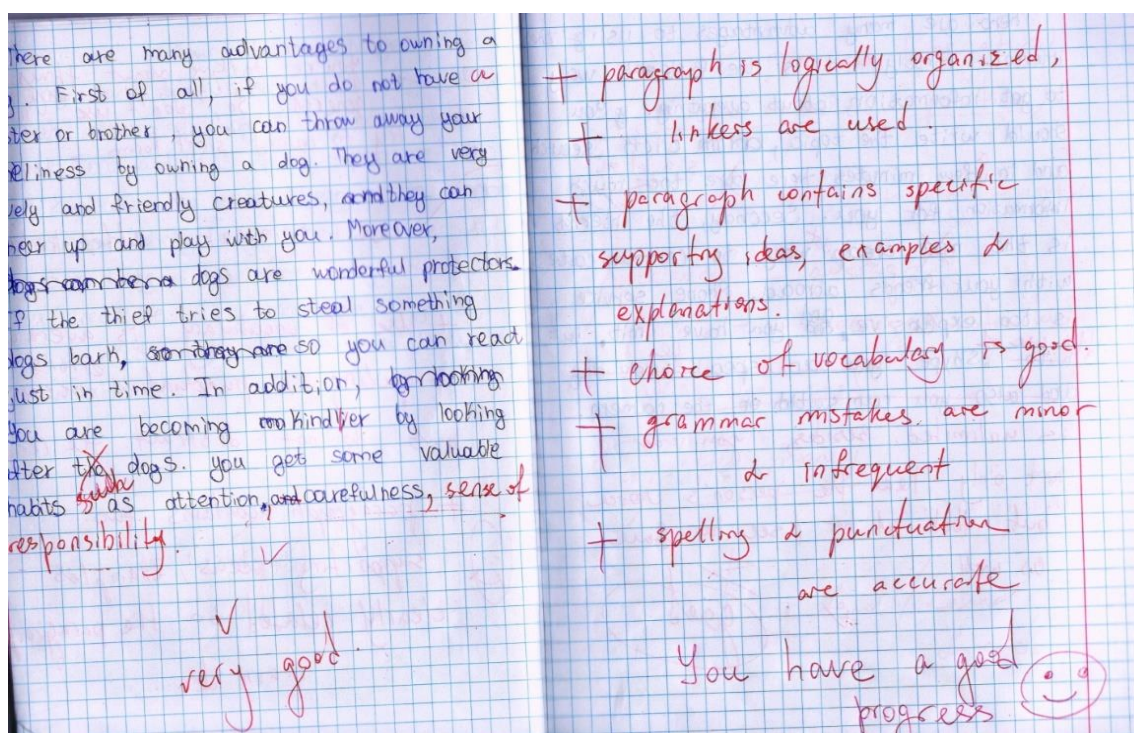 There are many advantages to owning a
. First of all, if you do not have a
ster or brother, you can throw away your
eliness by owning a dog. They are very
vely and friendly creatures, and they can
heer up and play with you. Moreover,
dogs are wonderful protectors.
If the thief tries to steal something
dogs bark, so you can read
just in time. In addition,
You are becoming kindlier by looking
after dogs. you get some valuable
habits such as attention, carefulness, sense of
responsibility.
very good
+ paragraph is logically organized,
+ linkers are used.
+ paragraph contains specific
supporting ideas, examples &
explanations.
+ choice of vocabulary is good.
+ grammar mistakes are minor
& infrequent
+ spelling & punctuation
are accurate
You have a good
progress